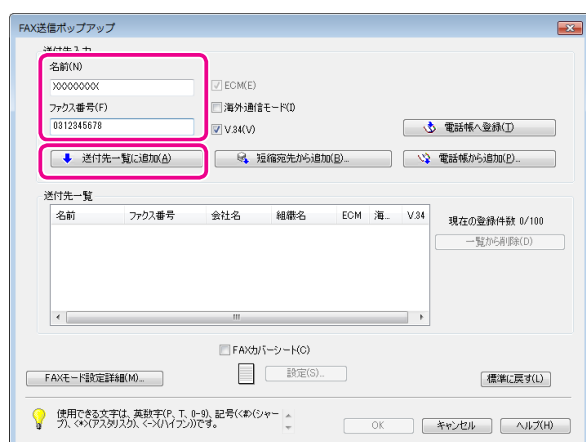 FAX送信ポップアップ
送付先入力
名前(N)
XXXXXXXX
ECM(E)
ファクス番号(F)
海外通信モード(I)
0312345678
V.34(V)
電話帳へ登録(T)
送付先一覧に追加(A)
短縮宛先から追加(B)...
電話帳から追加(P)...
送付先一覧
名前 ファクス番号 会社名 組織名 ECM 海... V.34
現在の登録件数 0/100
一覧から削除(D)
FAXカバーシート(C)
FAXモード設定詳細(M)...
設定(S)...
標準に戻す(L)
使用できる文字は、英数字(P、T、0-9)、記号(<#>(シャー
プ)、<*>(アスタリスク)、<->(ハイフン))です。
OK
キャンセル
ヘルプ(H)